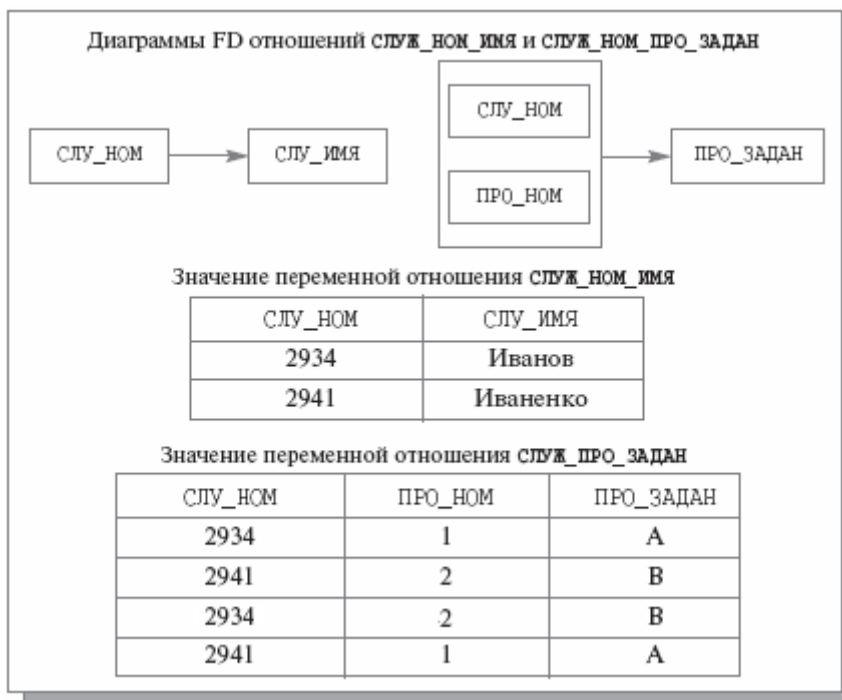 Диаграммы FD отношений СЛУЖ_НОМ_ИМЯ и СЛУЖ_НОМ_ПРО_ЗАДАН
СЛУ_НОМ
СЛУ_ИМЯ
СЛУ_НОМ
ПРО_НОМ
ПРО_ЗАДАН
Значение переменной отношения СЛУЖ_НОМ_ИМЯ
СЛУ_НОМ СЛУ_ИМЯ
2934 Иванов
2941 Иваненко
Значение переменной отношения СЛУЖ_ПРО_ЗАДАН
СЛУ_НОМ ПРО_НОМ ПРО_ЗАДАН
2934 1 A
2941 2 B
2934 2 B
2941 1 A